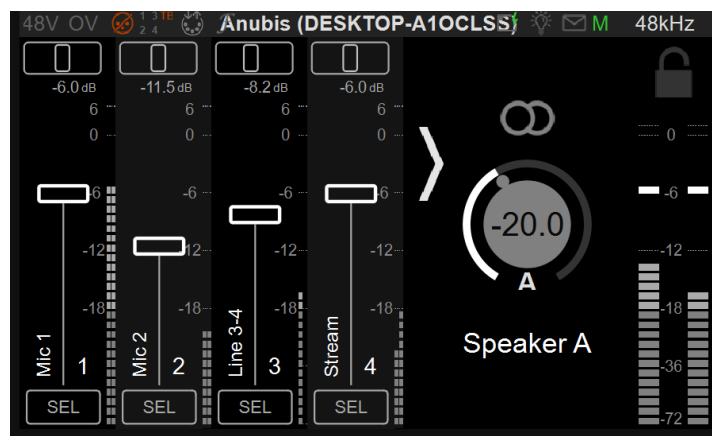 48V OV 1 3 TB 2 4 Anubis (DESKTOP-A1OCLSS) M 48kHz
-6.0 dB -11.5 dB -8.2 dB -6.0 dB
6 6 6 6
0 0 0 0 0
-6 -6 -6 -6 -6
-20.0
-12 -12 -12 -12 -12
A
-18 -18 -18 -18 -18
Speaker A
Mic 1 1 Mic 2 2 Line 3-4 3 Stream 4 -36
SEL SEL SEL SEL
-72